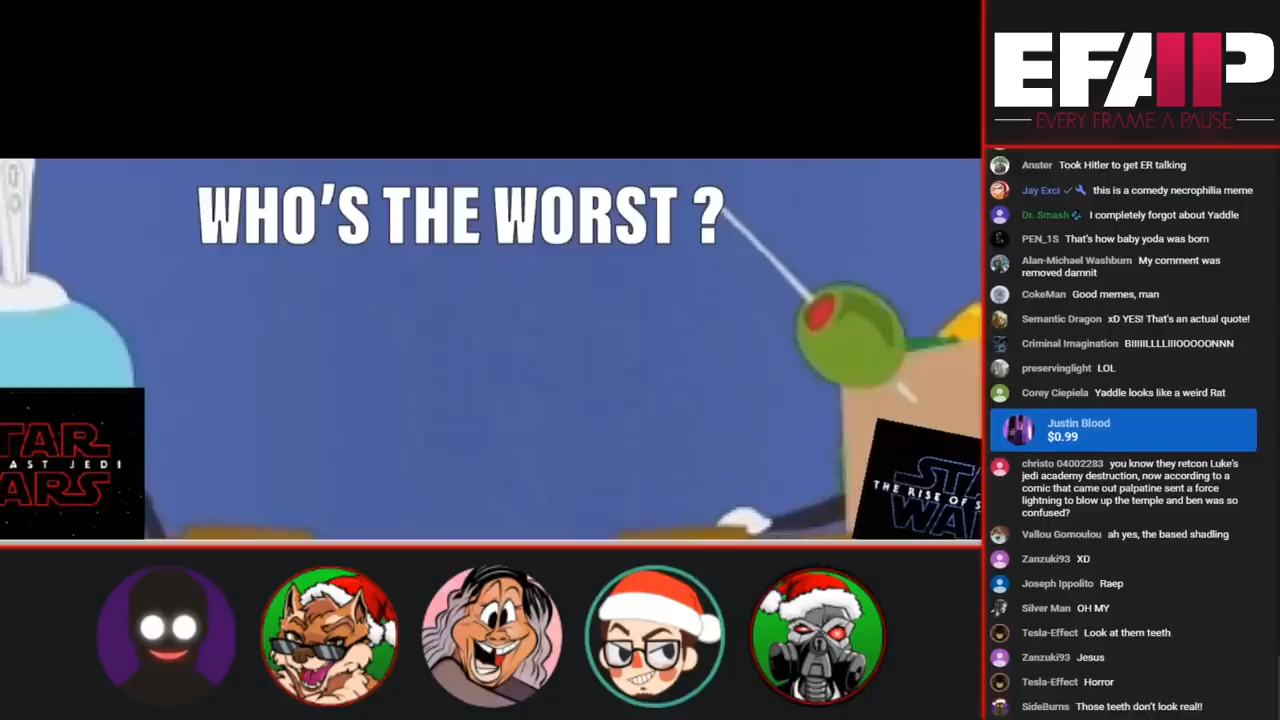 WHO'S THE WORST ?
TAR
AST JEDI
ARS
STA
THE RISE OF S
WA
EFAP
EVERY FRAME A PAUSE
Anster Took Hitler to get ER talking
Jay Exci this is a comedy necrophilia meme
Dr. Smash I completely forgot about Yaddle
PEN_1S That's how baby yoda was born
Alan-Michael Washburn My comment was
removed damnit
CokeMan Good memes, man
Semantic Dragon xD YES! That's an actual quote!
Criminal Imagination BIIIIILLLLIIIOOOOONNN
preservinglight LOL
Corey Ciepiela Yaddle looks like a weird Rat
Justin Blood
$0.99
christo 04002283 you know they retcon Luke's
jedi academy destruction, now according to a
comic that came out palpatine sent a force
lightning to blow up the temple and ben was so
confused?
Vallou Gomoulou ah yes, the based shadling
Zanzuki93 XD
Joseph Ippolito Raep
Silver Man OH MY
Tesla-Effect Look at them teeth
Zanzuki93 Jesus
Tesla-Effect Horror
SideBurns Those teeth don't look real!!